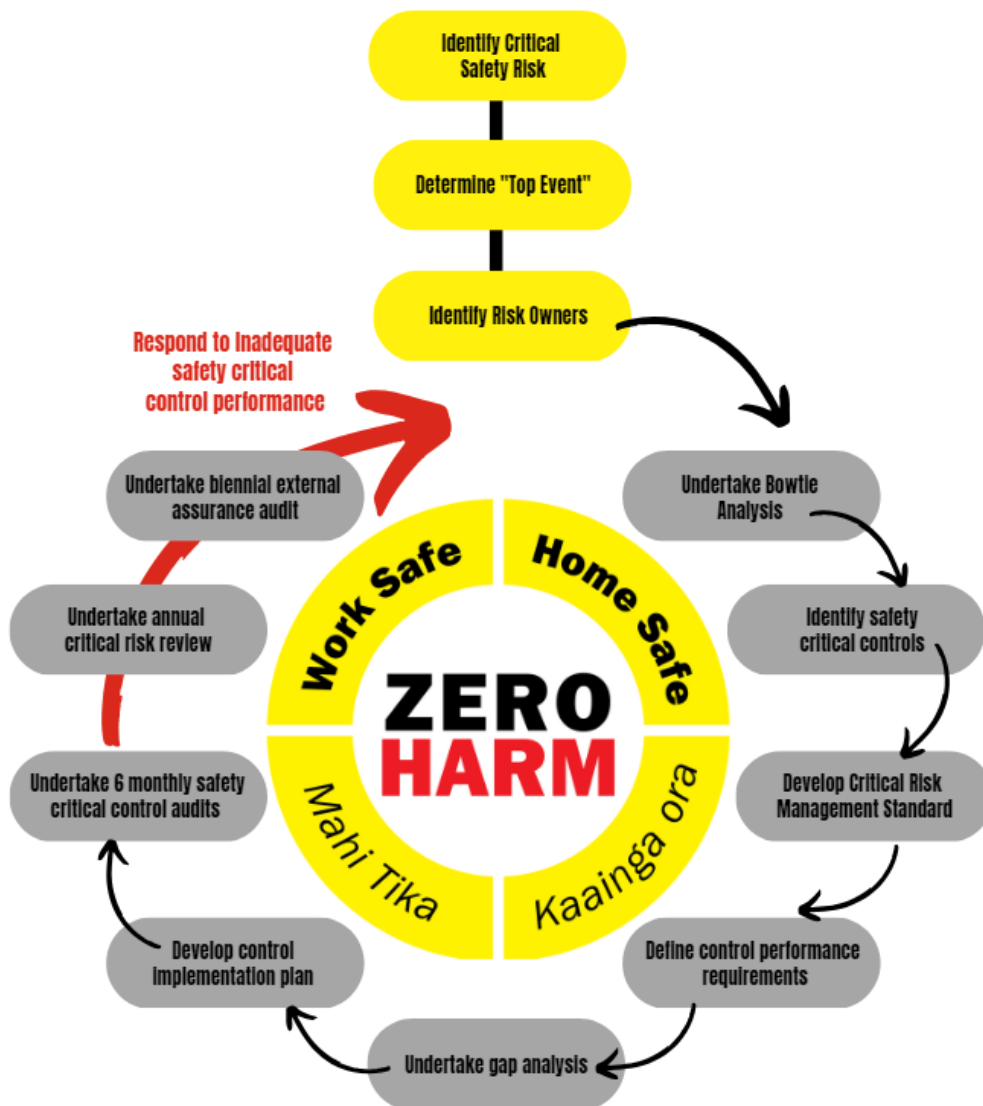 Identify Critical
Safety Risk
Determine "Top Event"
Identify Risk Owners
Respond to inadequate
safety critical
control performance
Undertake Bowtie
Analysis
Identify safety
critical controls
Develop Critical Risk
Management Standard
Define control performance
requirements
Undertake gap analysis
Develop control
implementation plan
Undertake 6 monthly safety
critical control audits
Undertake annual
critical risk review
Undertake biennial external
assurance audit
Work Safe
Home Safe
ZERO
HARM
Mahi Tika
Kaainga ora